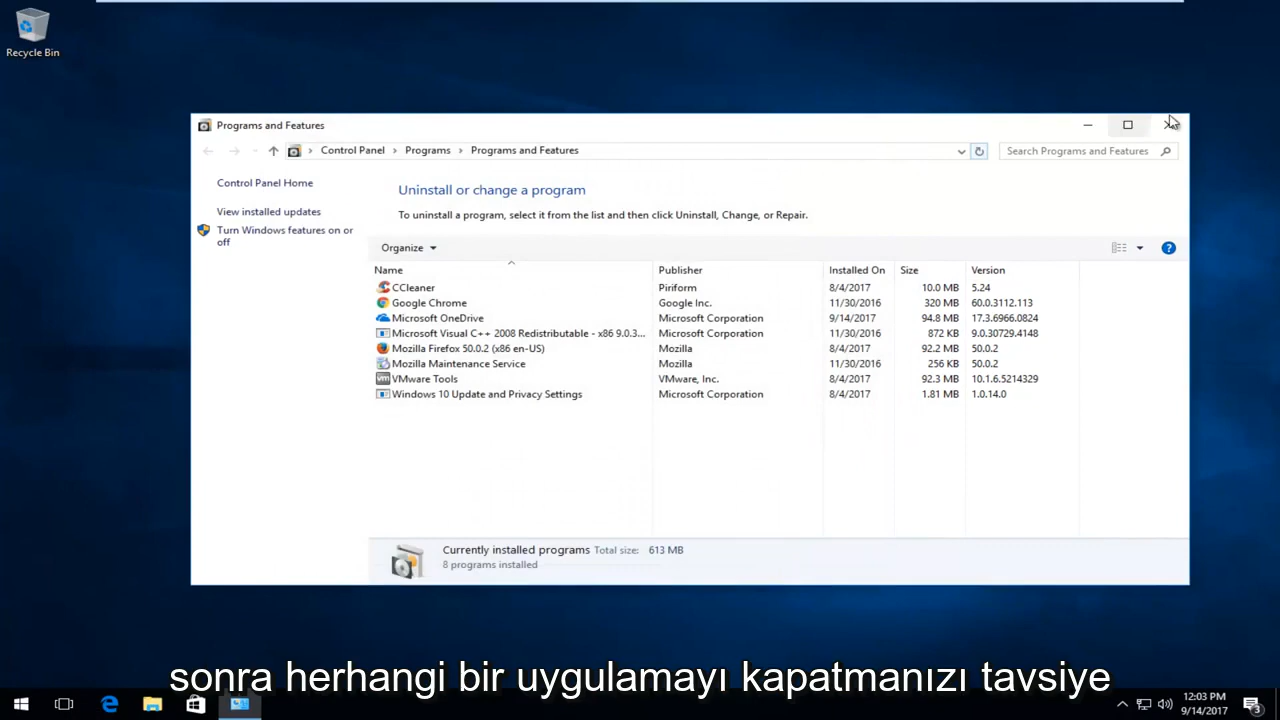 Recycle Bin
Programs and Features
Control Panel
Programs
Programs and Features
Search Programs and Features
Control Panel Home
View installed updates
Turn Windows features on or
off
Uninstall or change a program
To uninstall a program, select it from the list and then click Uninstall, Change, or Repair.
Organize
Name Publisher Installed On Size Version
CCleaner Piriform 8/4/2017 10.0 MB 5.24
Google Chrome Google Inc. 11/30/2016 320 MB 60.0.3112.113
Microsoft OneDrive Microsoft Corporation 9/14/2017 94.8 MB 17.3.6966.0824
Microsoft Visual C++ 2008 Redistributable - x86 9.0.3... Microsoft Corporation 11/30/2016 872 KB 9.0.30729.4148
Mozilla Firefox 50.0.2 (x86 en-US) Mozilla 8/4/2017 92.2 MB 50.0.2
Mozilla Maintenance Service Mozilla 11/30/2016 256 KB 50.0.2
VMware Tools VMware, Inc. 8/4/2017 92.3 MB 10.1.6.5214329
Windows 10 Update and Privacy Settings Microsoft Corporation 8/4/2017 1.81 MB 1.0.14.0
Currently installed programs Total size: 613 MB
8 programs installed
sonra herhangi bir uygulamayı kapatmanızı tavsiye
12:03 PM
9/14/2017
3